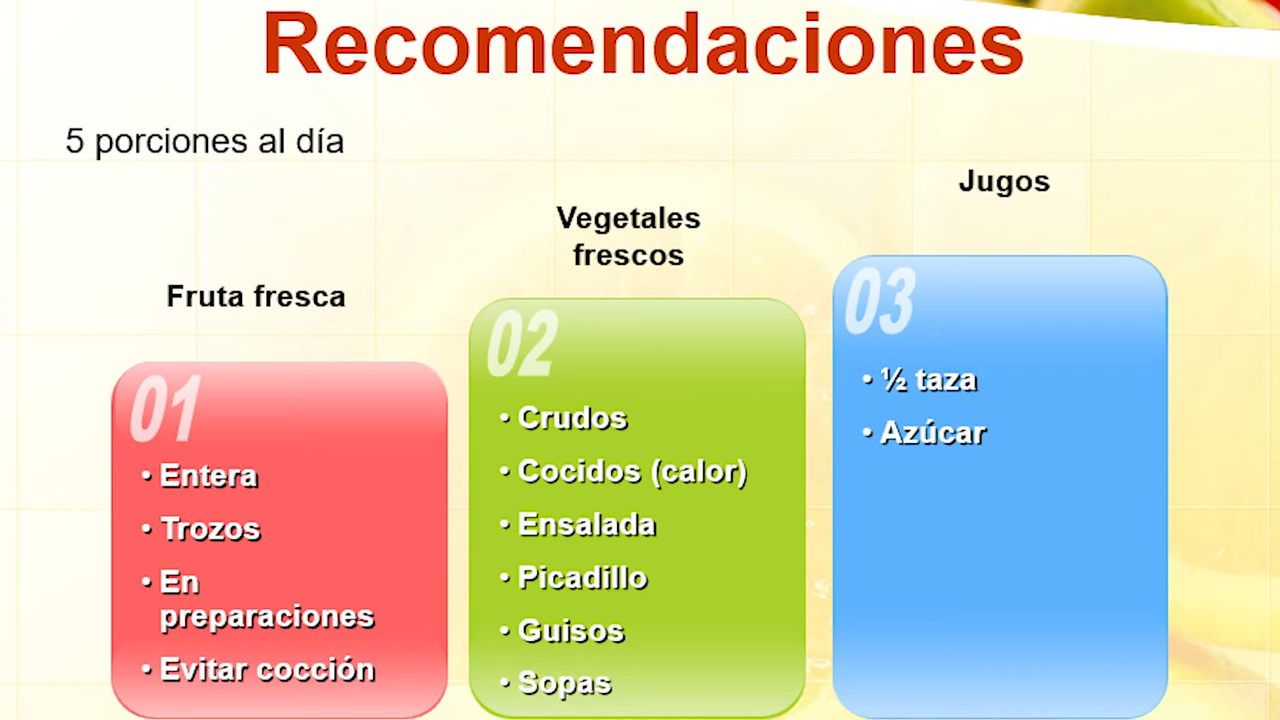 Recomendaciones
5 porciones al día
Fruta fresca
01
• Entera
• Trozos
• En
preparaciones
• Evitar cocción
Vegetales
frescos
02
• Crudos
• Cocidos (calor)
• Ensalada
• Picadillo
• Guisos
• Sopas
Jugos
03
• ½ taza
• Azúcar